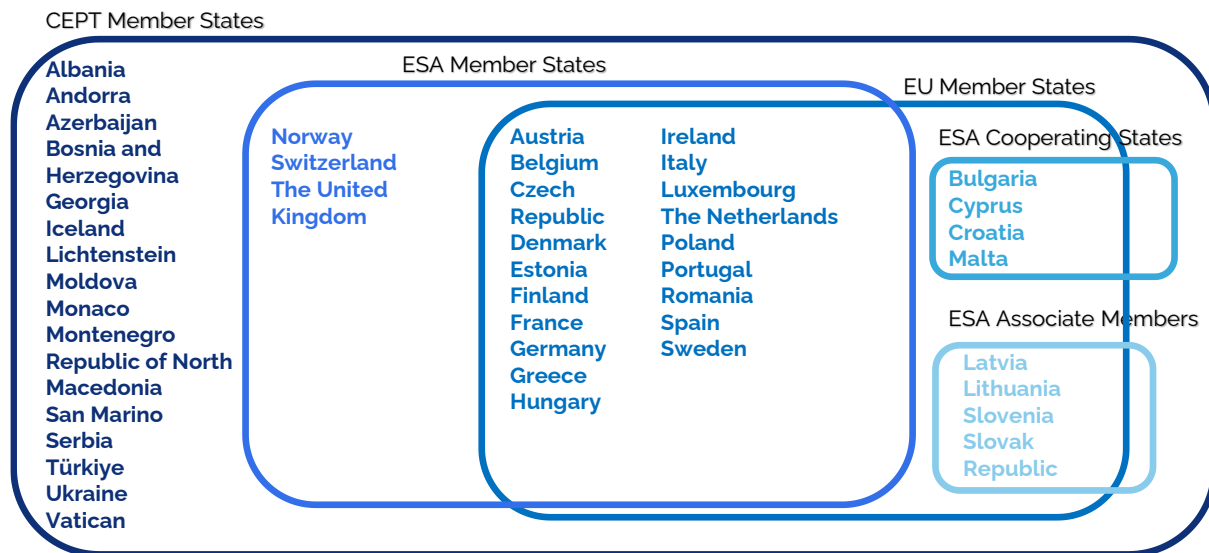 CEPT Member States
Albania
Andorra
Azerbaijan
Bosnia and
Herzegovina
Georgia
Iceland
Lichtenstein
Moldova
Monaco
Montenegro
Republic of North
Macedonia
San Marino
Serbia
Türkiye
Ukraine
Vatican
ESA Member States
Norway
Switzerland
The United
Kingdom
EU Member States
Austria
Belgium
Czech
Republic
Denmark
Estonia
Finland
France
Germany
Greece
Hungary
Ireland
Italy
Luxembourg
The Netherlands
Poland
Portugal
Romania
Spain
Sweden
ESA Cooperating States
Bulgaria
Cyprus
Croatia
Malta
ESA Associate Members
Latvia
Lithuania
Slovenia
Slovak
Republic